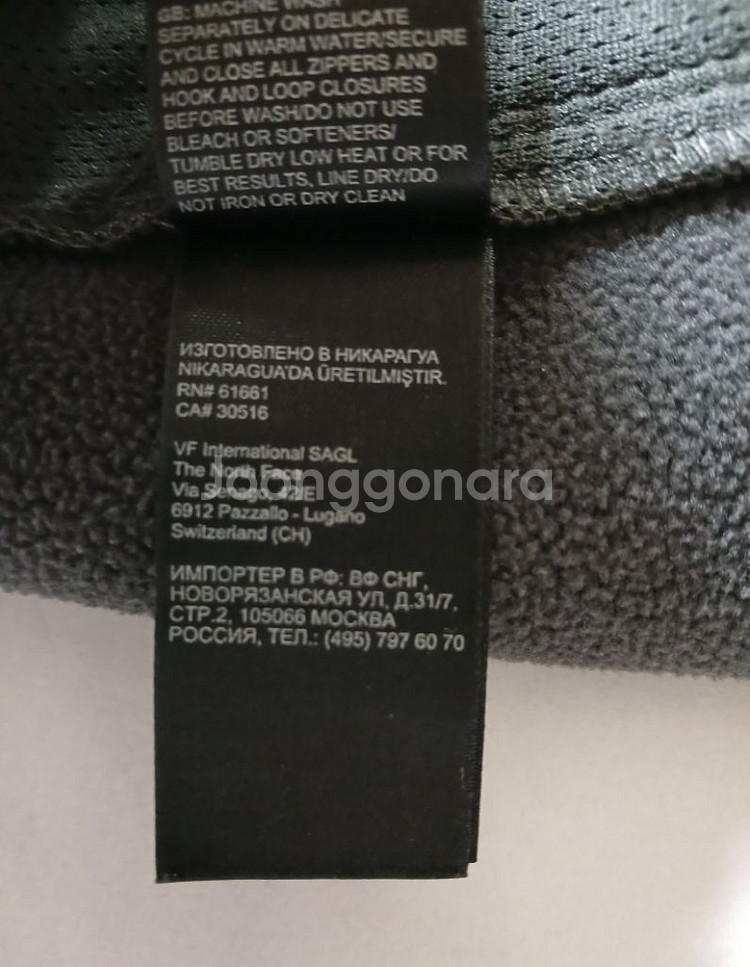 GB: MACHINE WASH
SEPARATELY ON DELICATE
CYCLE IN WARM WATER/SECURE
AND CLOSE ALL ZIPPERS AND
HOOK AND LOOP CLOSURES
BEFORE WASH/DO NOT USE
BLEACH OR SOFTENERS/
TUMBLE DRY LOW HEAT OR FOR
BEST RESULTS, LINE DRY/DO
NOT IRON OR DRY CLEAN
ИЗГОТОВЛЕНО В НИКАРАГУА
NIKARAGUA'DA ÜRETILMIŞTIR.
RN# 61661
CA# 30516
VF International SAGL
The North Face
Via Senago, 42/E
6912 Pazzallo - Lugano
Switzerland (CH)
Joonggonara
ИМПОРТЕР В РФ: ВФ СНГ,
НОВОРЯЗАНСКАЯ УЛ, Д.31/7,
СТР.2, 105066 МОСКВА
РОССИЯ, ТЕЛ.: (495) 797 60 70